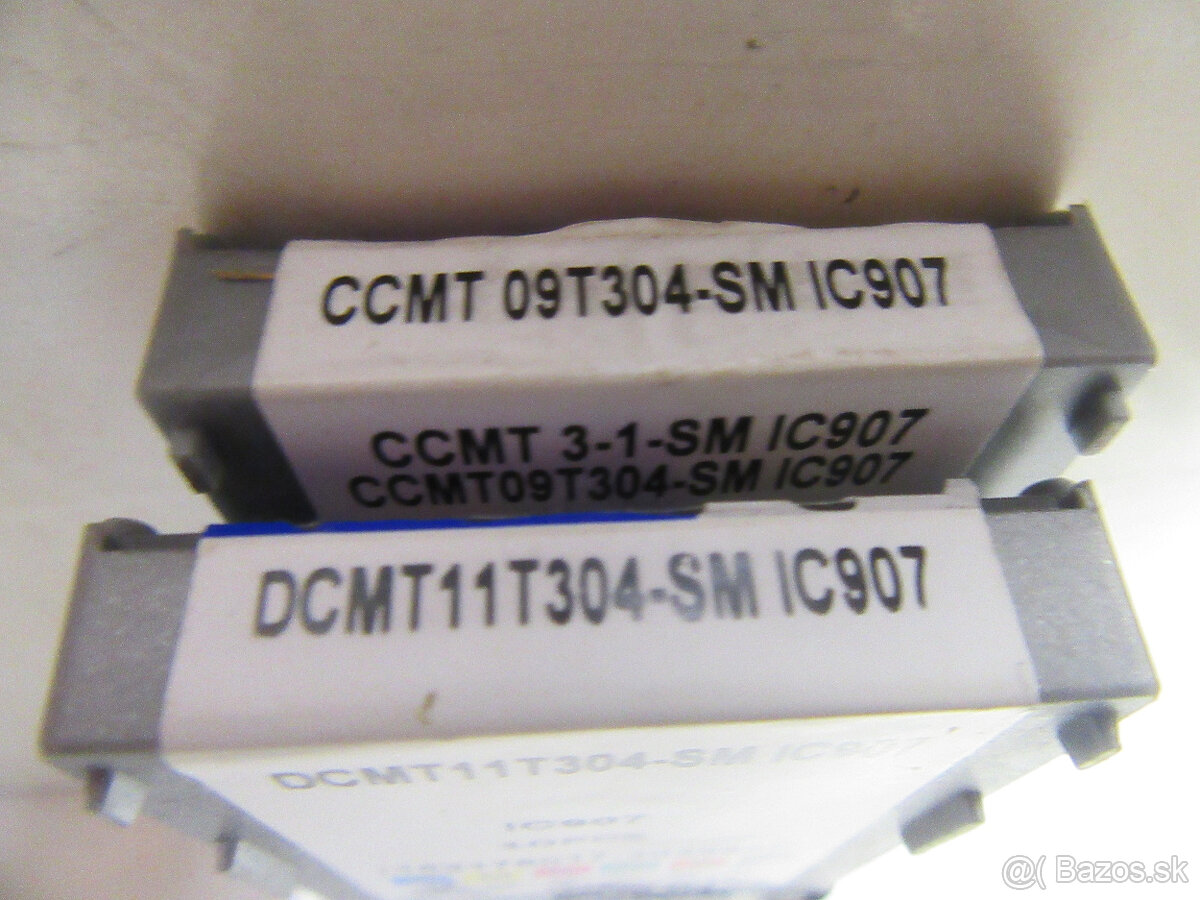 CCMT 09T304-SM IC907
CCMT 3-1-SM IC907
CCMT09T304-SM IC907
DCMT11T304-SM IC907
DCMT11T304-SM IC907
IC907
@( Bazos.sk